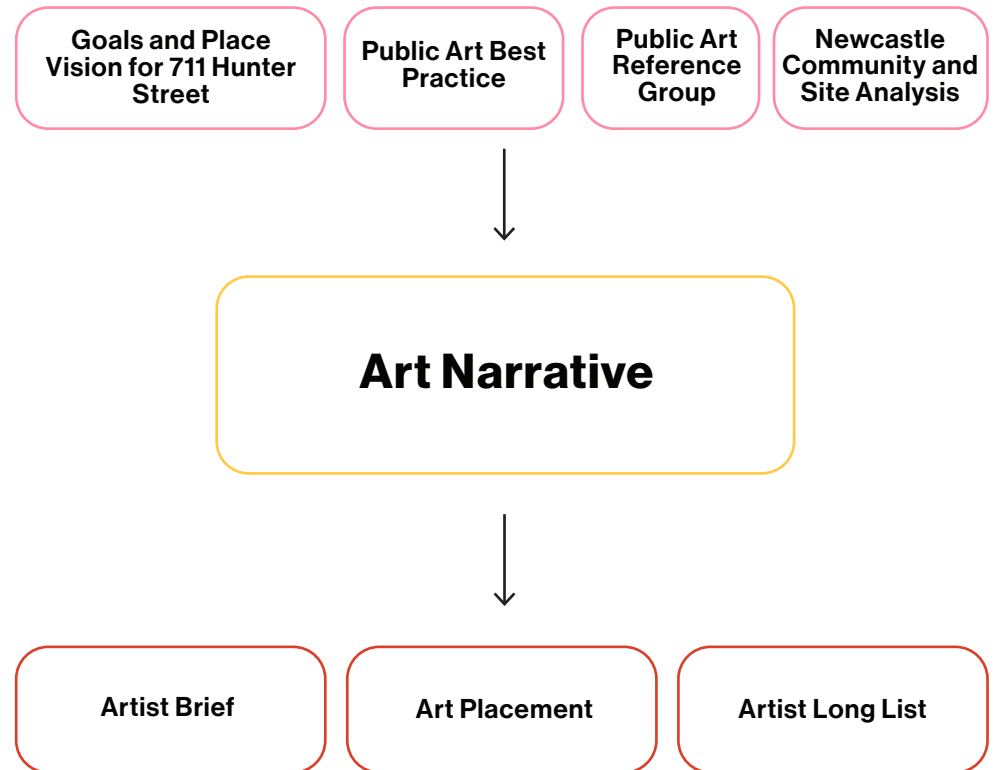 Goals and Place
Vision for 711 Hunter
Street
Public Art Best
Practice
Public Art
Reference
Group
Newcastle
Community and
Site Analysis
Art Narrative
Artist Brief
Art Placement
Artist Long List